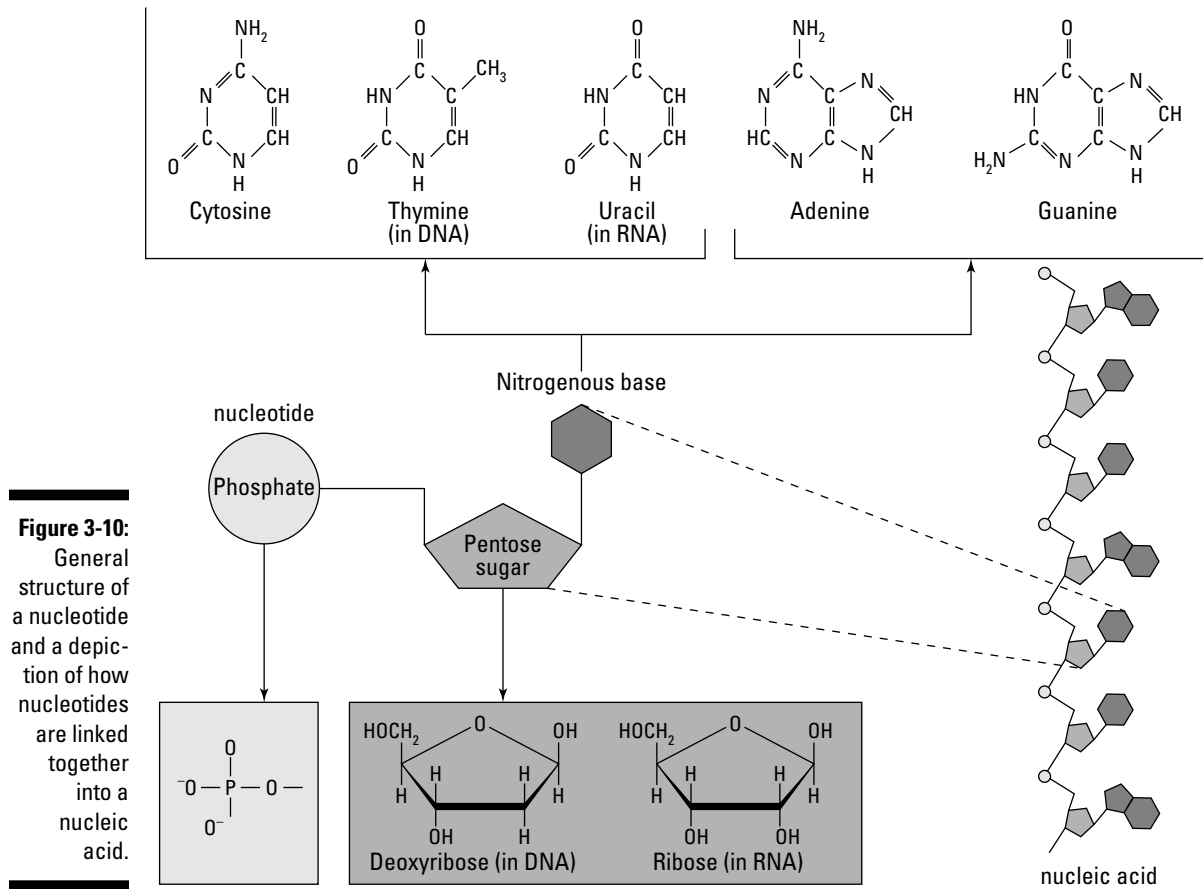 NH2
N
C
CH
C
CH
O
N
H
Cytosine
O
C
CH3
HN
C
C
CH
O
N
H
Thymine
(in DNA)
O
C
HN
CH
C
CH
O
N
H
Uracil
(in RNA)
NH2
C
N
C
N
CH
HC
C
N
N
H
Adenine
O
C
HN
C
N
CH
C
C
H2N
N
N
H
Guanine
Nitrogenous base
nucleotide
Phosphate
Pentose
sugar
Figure 3-10:
General
structure of
a nucleotide
and a depic-
tion of how
nucleotides
are linked
together
into a
nucleic
acid.
O
⁻O — P — O —
O⁻
HOCH2
O
OH
H
H
H
H
OH
H
Deoxyribose (in DNA)
HOCH2
O
OH
H
H
H
H
OH
OH
Ribose (in RNA)
nucleic acid